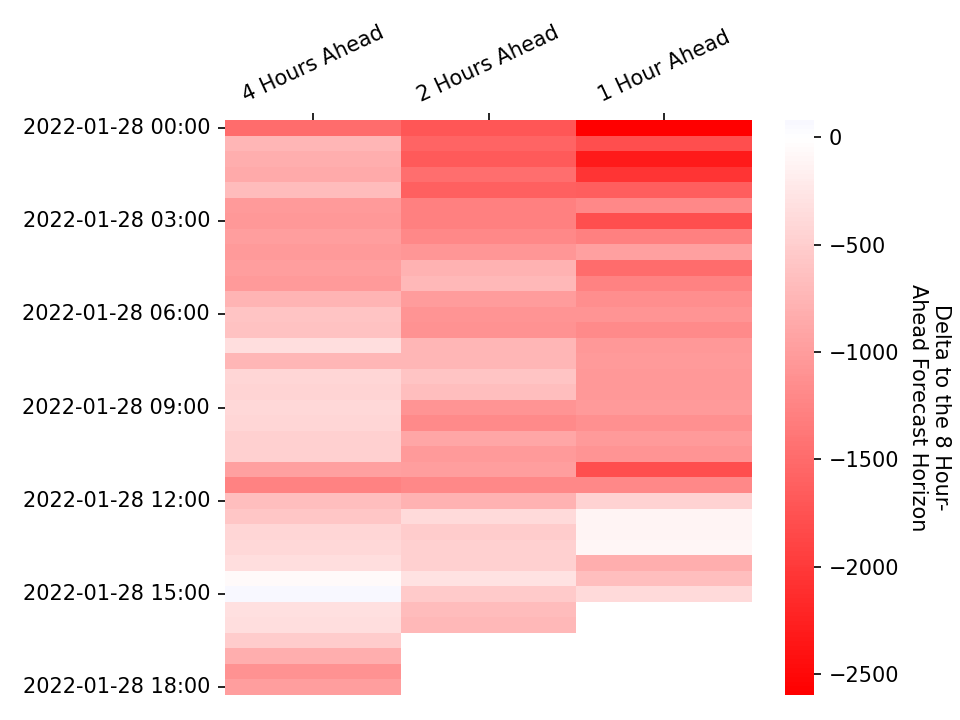 4 Hours Ahead
2 Hours Ahead
1 Hour Ahead
2022-01-28 00:00
2022-01-28 03:00
2022-01-28 06:00
2022-01-28 09:00
2022-01-28 12:00
2022-01-28 15:00
2022-01-28 18:00
0
−500
−1000
−1500
−2000
−2500
Delta to the 8 Hour-
Ahead Forecast Horizon